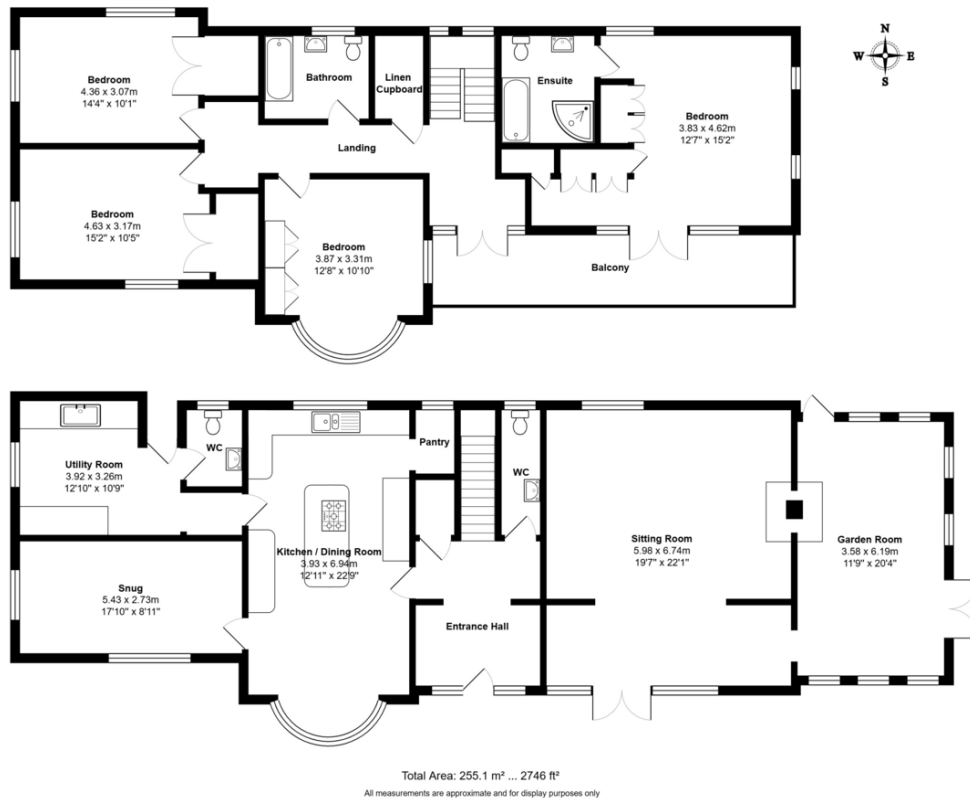 N
W E
S
Bedroom
4.36 x 3.07m
14'4" x 10'1"
Bathroom
Linen
Cupboard
Ensuite
Bedroom
3.83 x 4.62m
12'7" x 15'2"
Landing
Bedroom
4.63 x 3.17m
15'2" x 10'5"
Bedroom
3.87 x 3.31m
12'8" x 10'10"
Balcony
Utility Room
3.92 x 3.26m
12'10" x 10'9"
WC
Pantry
WC
Kitchen / Dining Room
3.93 x 6.94m
12'11" x 22'9"
Sitting Room
5.98 x 6.74m
19'7" x 22'1"
Garden Room
3.58 x 6.19m
11'9" x 20'4"
Snug
5.43 x 2.73m
17'10" x 8'11"
Entrance Hall
Total Area: 255.1 m² ... 2746 ft²
All measurements are approximate and for display purposes only